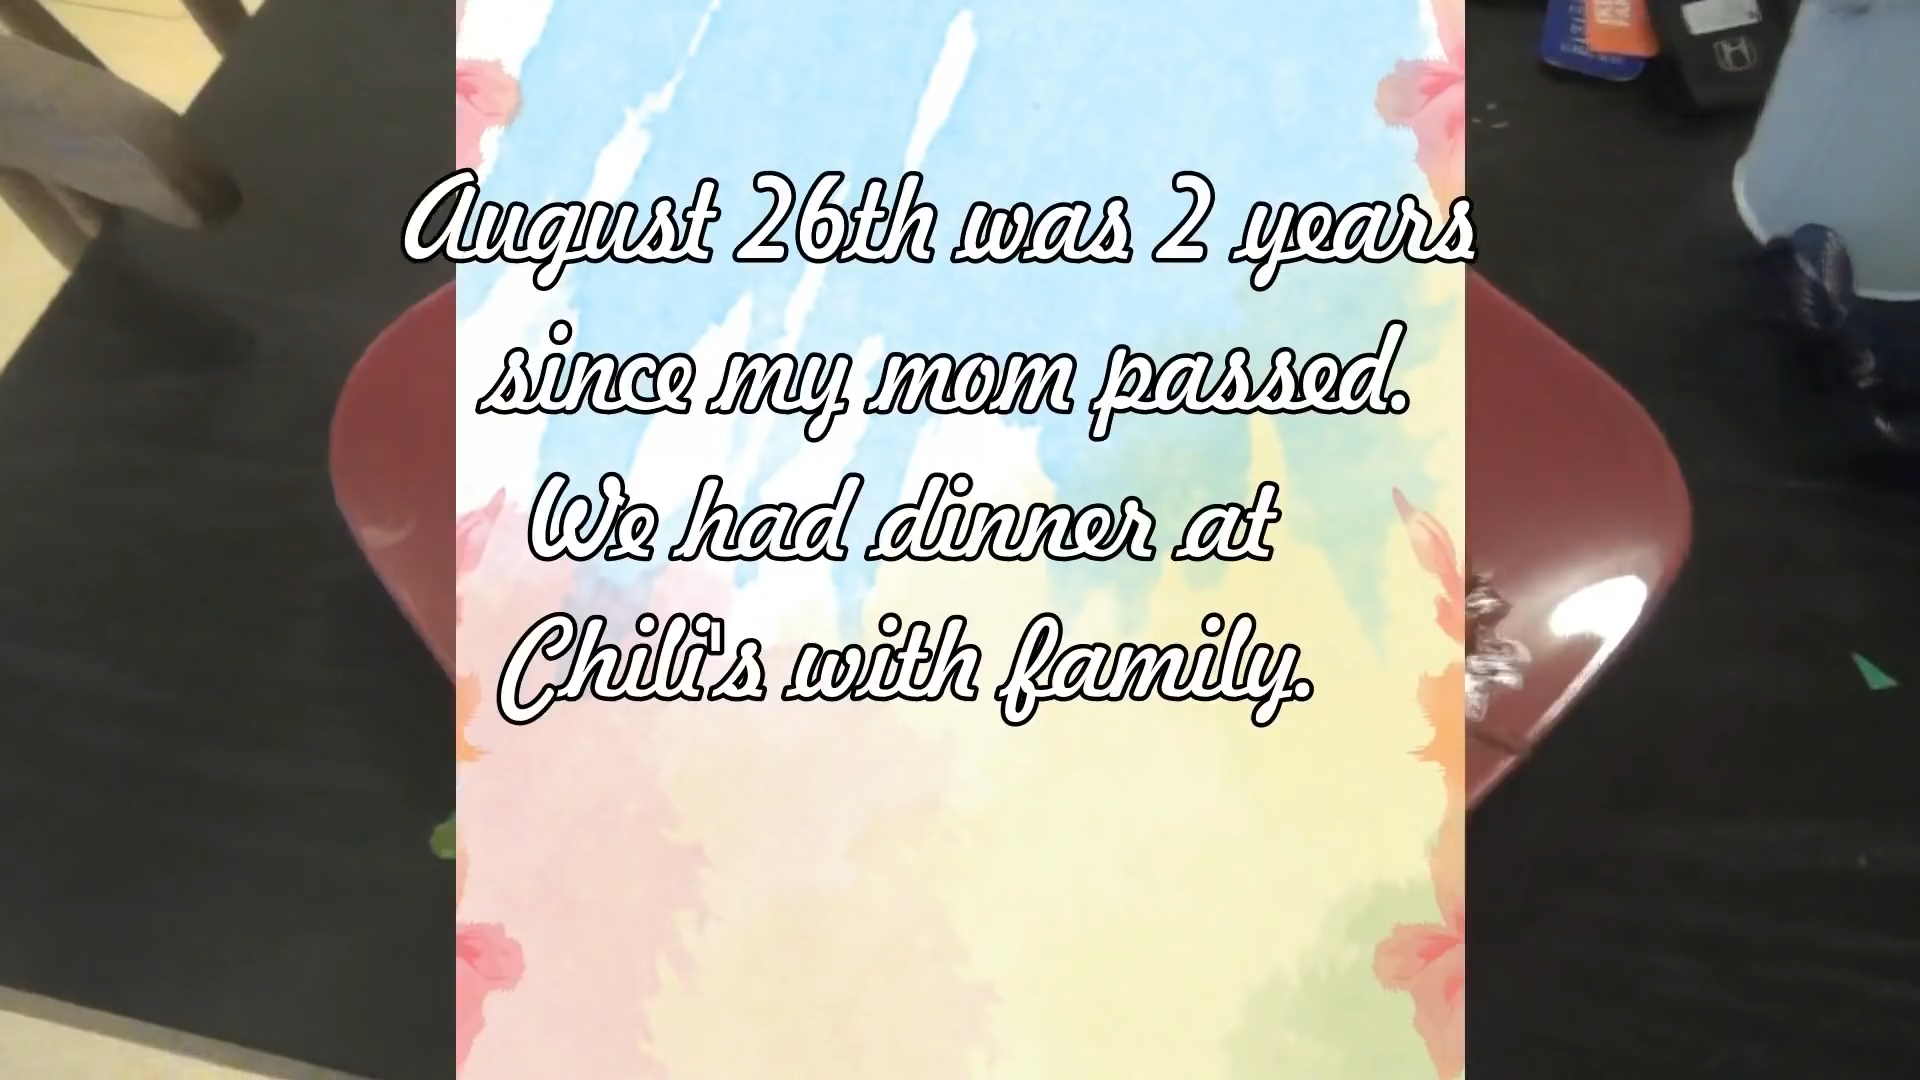 August 26th was 2 years
since my mom passed.
We had dinner at
Chili's with family.